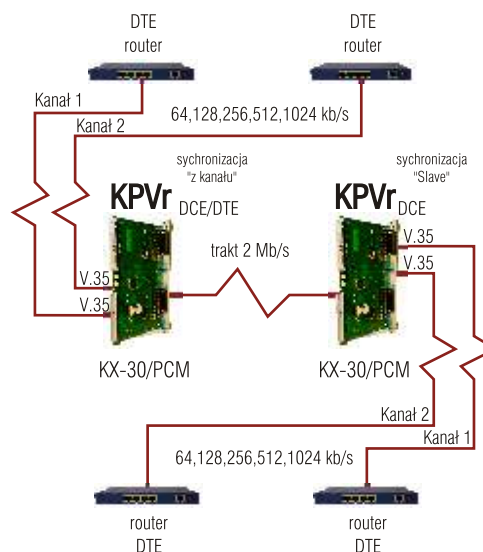 DTE
router
DTE
router
Kanał 1
Kanał 2
64,128,256,512,1024 kb/s
sychronizacja
"z kanału"
KPVr
DCE/DTE
sychronizacja
"Slave"
KPVr
DCE
V.35
V.35
trakt 2 Mb/s
V.35
V.35
KX-30/PCM
KX-30/PCM
Kanał 2
Kanał 1
64,128,256,512,1024 kb/s
router
DTE
router
DTE